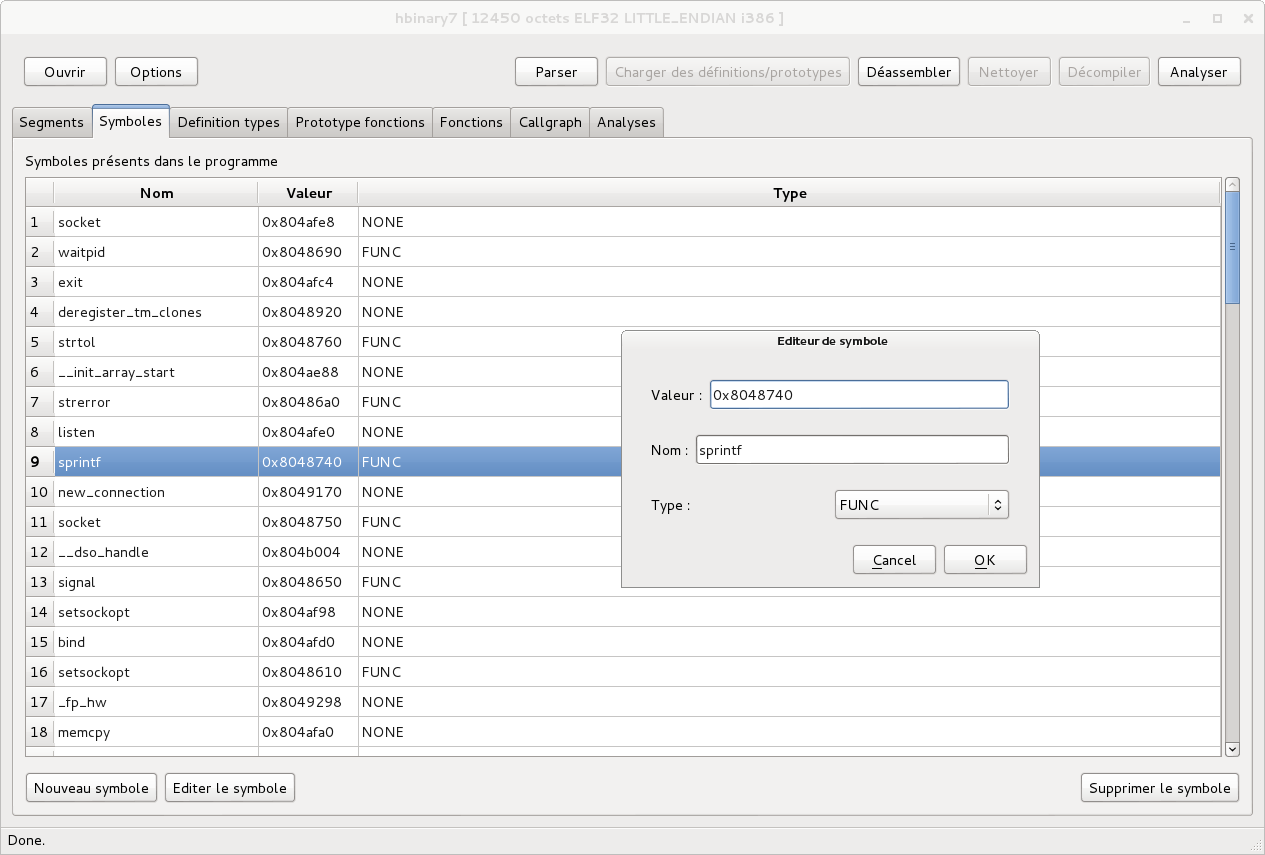 hbinary7 [ 12450 octets ELF32 LITTLE_ENDIAN i386 ]
Ouvrir Options Parser Charger des définitions/prototypes Déassembler Nettoyer Décompiler Analyser
Segments Symboles Definition types Prototype fonctions Fonctions Callgraph Analyses
Symboles présents dans le programme
Nom Valeur Type
1 socket 0x804afe8 NONE
2 waitpid 0x8048690 FUNC
3 exit 0x804afc4 NONE
4 deregister_tm_clones 0x8048920 NONE
5 strtol 0x8048760 FUNC
6 __init_array_start 0x804ae88 NONE
7 strerror 0x80486a0 FUNC
8 listen 0x804afe0 NONE
9 sprintf 0x8048740 FUNC
10 new_connection 0x8049170 NONE
11 socket 0x8048750 FUNC
12 __dso_handle 0x804b004 NONE
13 signal 0x8048650 FUNC
14 setsockopt 0x804af98 NONE
15 bind 0x804afd0 NONE
16 setsockopt 0x8048610 FUNC
17 _fp_hw 0x8049298 NONE
18 memcpy 0x804afa0 NONE
Editeur de symbole
Valeur : 0x8048740
Nom : sprintf
Type : FUNC
Cancel OK
Nouveau symbole Editer le symbole Supprimer le symbole
Done.